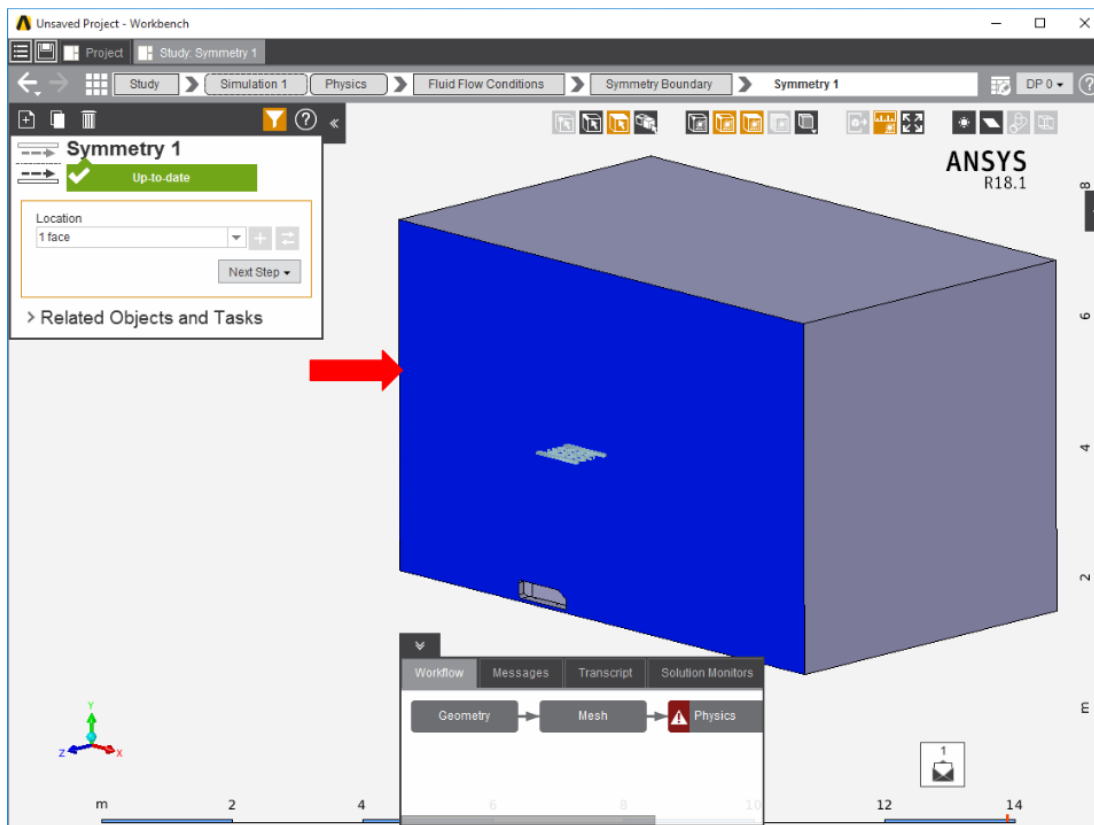 Unsaved Project - Workbench
Project
Study: Symmetry 1
Study
Simulation 1
Physics
Fluid Flow Conditions
Symmetry Boundary
Symmetry 1
DP 0
Symmetry 1
Up-to-date
Location
1 face
Next Step
Related Objects and Tasks
ANSYS
R18.1
8
6
4
2
m
Workflow
Messages
Transcript
Solution Monitors
Geometry
Mesh
Physics
Y
Z
X
1
m
2
4
6
8
10
12
14